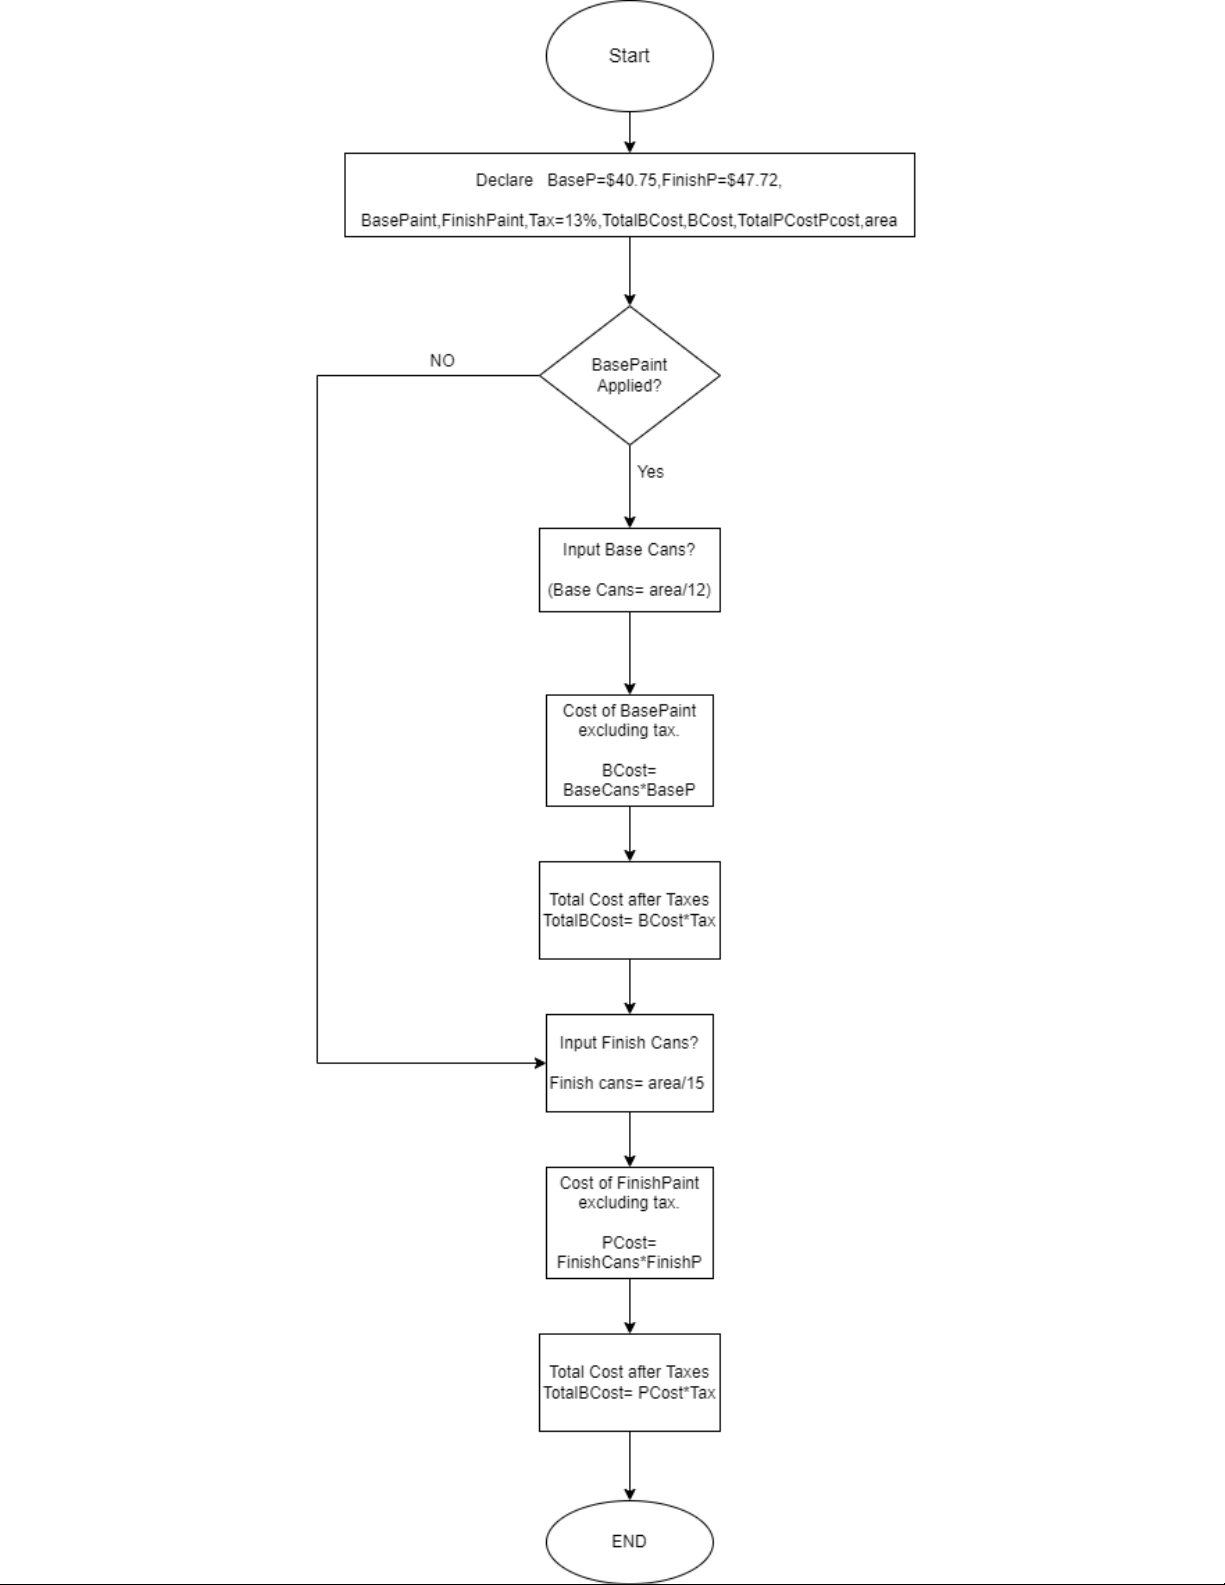 Start
Declare BaseP=$40.75,FinishP=$47.72,
BasePaint,FinishPaint,Tax=13%,TotalBCost,BCost,TotalPCostPcost,area
NO
BasePaint
Applied?
Yes
Input Base Cans?
(Base Cans= area/12)
Cost of BasePaint
excluding tax.
BCost=
BaseCans*BaseP
Total Cost after Taxes
TotalBCost= BCost*Tax
Input Finish Cans?
Finish cans= area/15
Cost of FinishPaint
excluding tax.
PCost=
FinishCans*FinishP
Total Cost after Taxes
TotalBCost= PCost*Tax
END